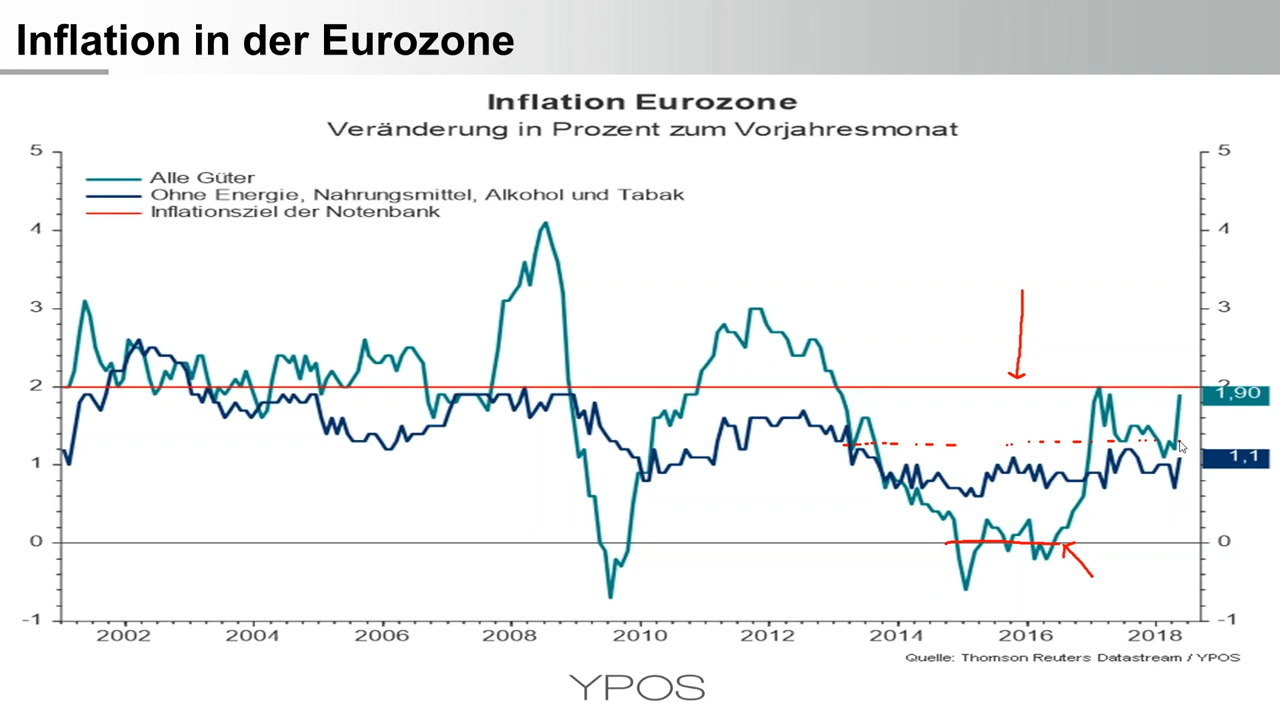 Inflation in der Eurozone
Inflation Eurozone
Veränderung in Prozent zum Vorjahresmonat
5 5
Alle Güter
Ohne Energie, Nahrungsmittel, Alkohol und Tabak
Inflationsziel der Notenbank
4 4
3 3
2 2
1,90
1
1,1
0 0
-1 -1
2002 2004 2006 2008 2010 2012 2014 2016 2018
Quelle: Thomson Reuters Datastream / YPOS
YPOS